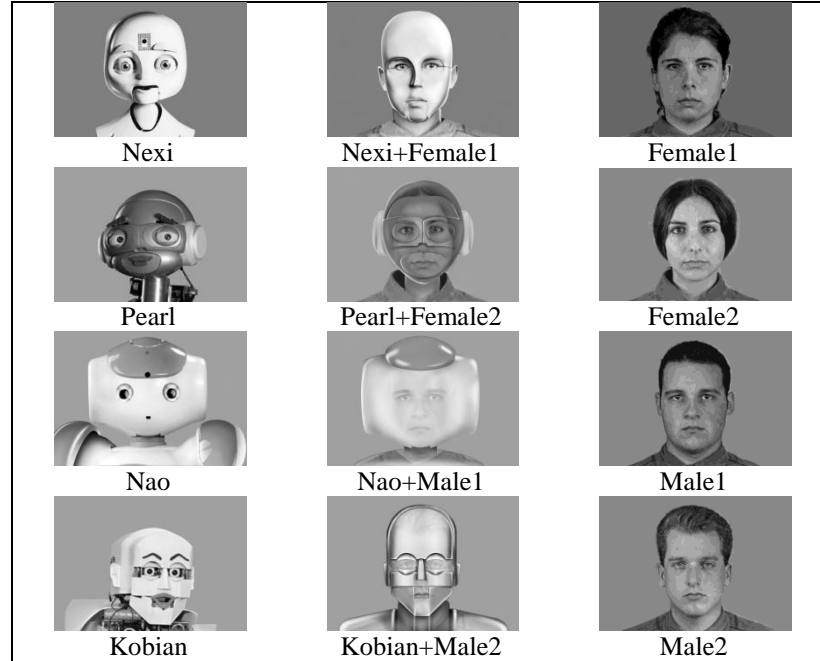 Nexi Nexi+Female1 Female1
Pearl Pearl+Female2 Female2
Nao Nao+Male1 Male1
Kobian Kobian+Male2 Male2